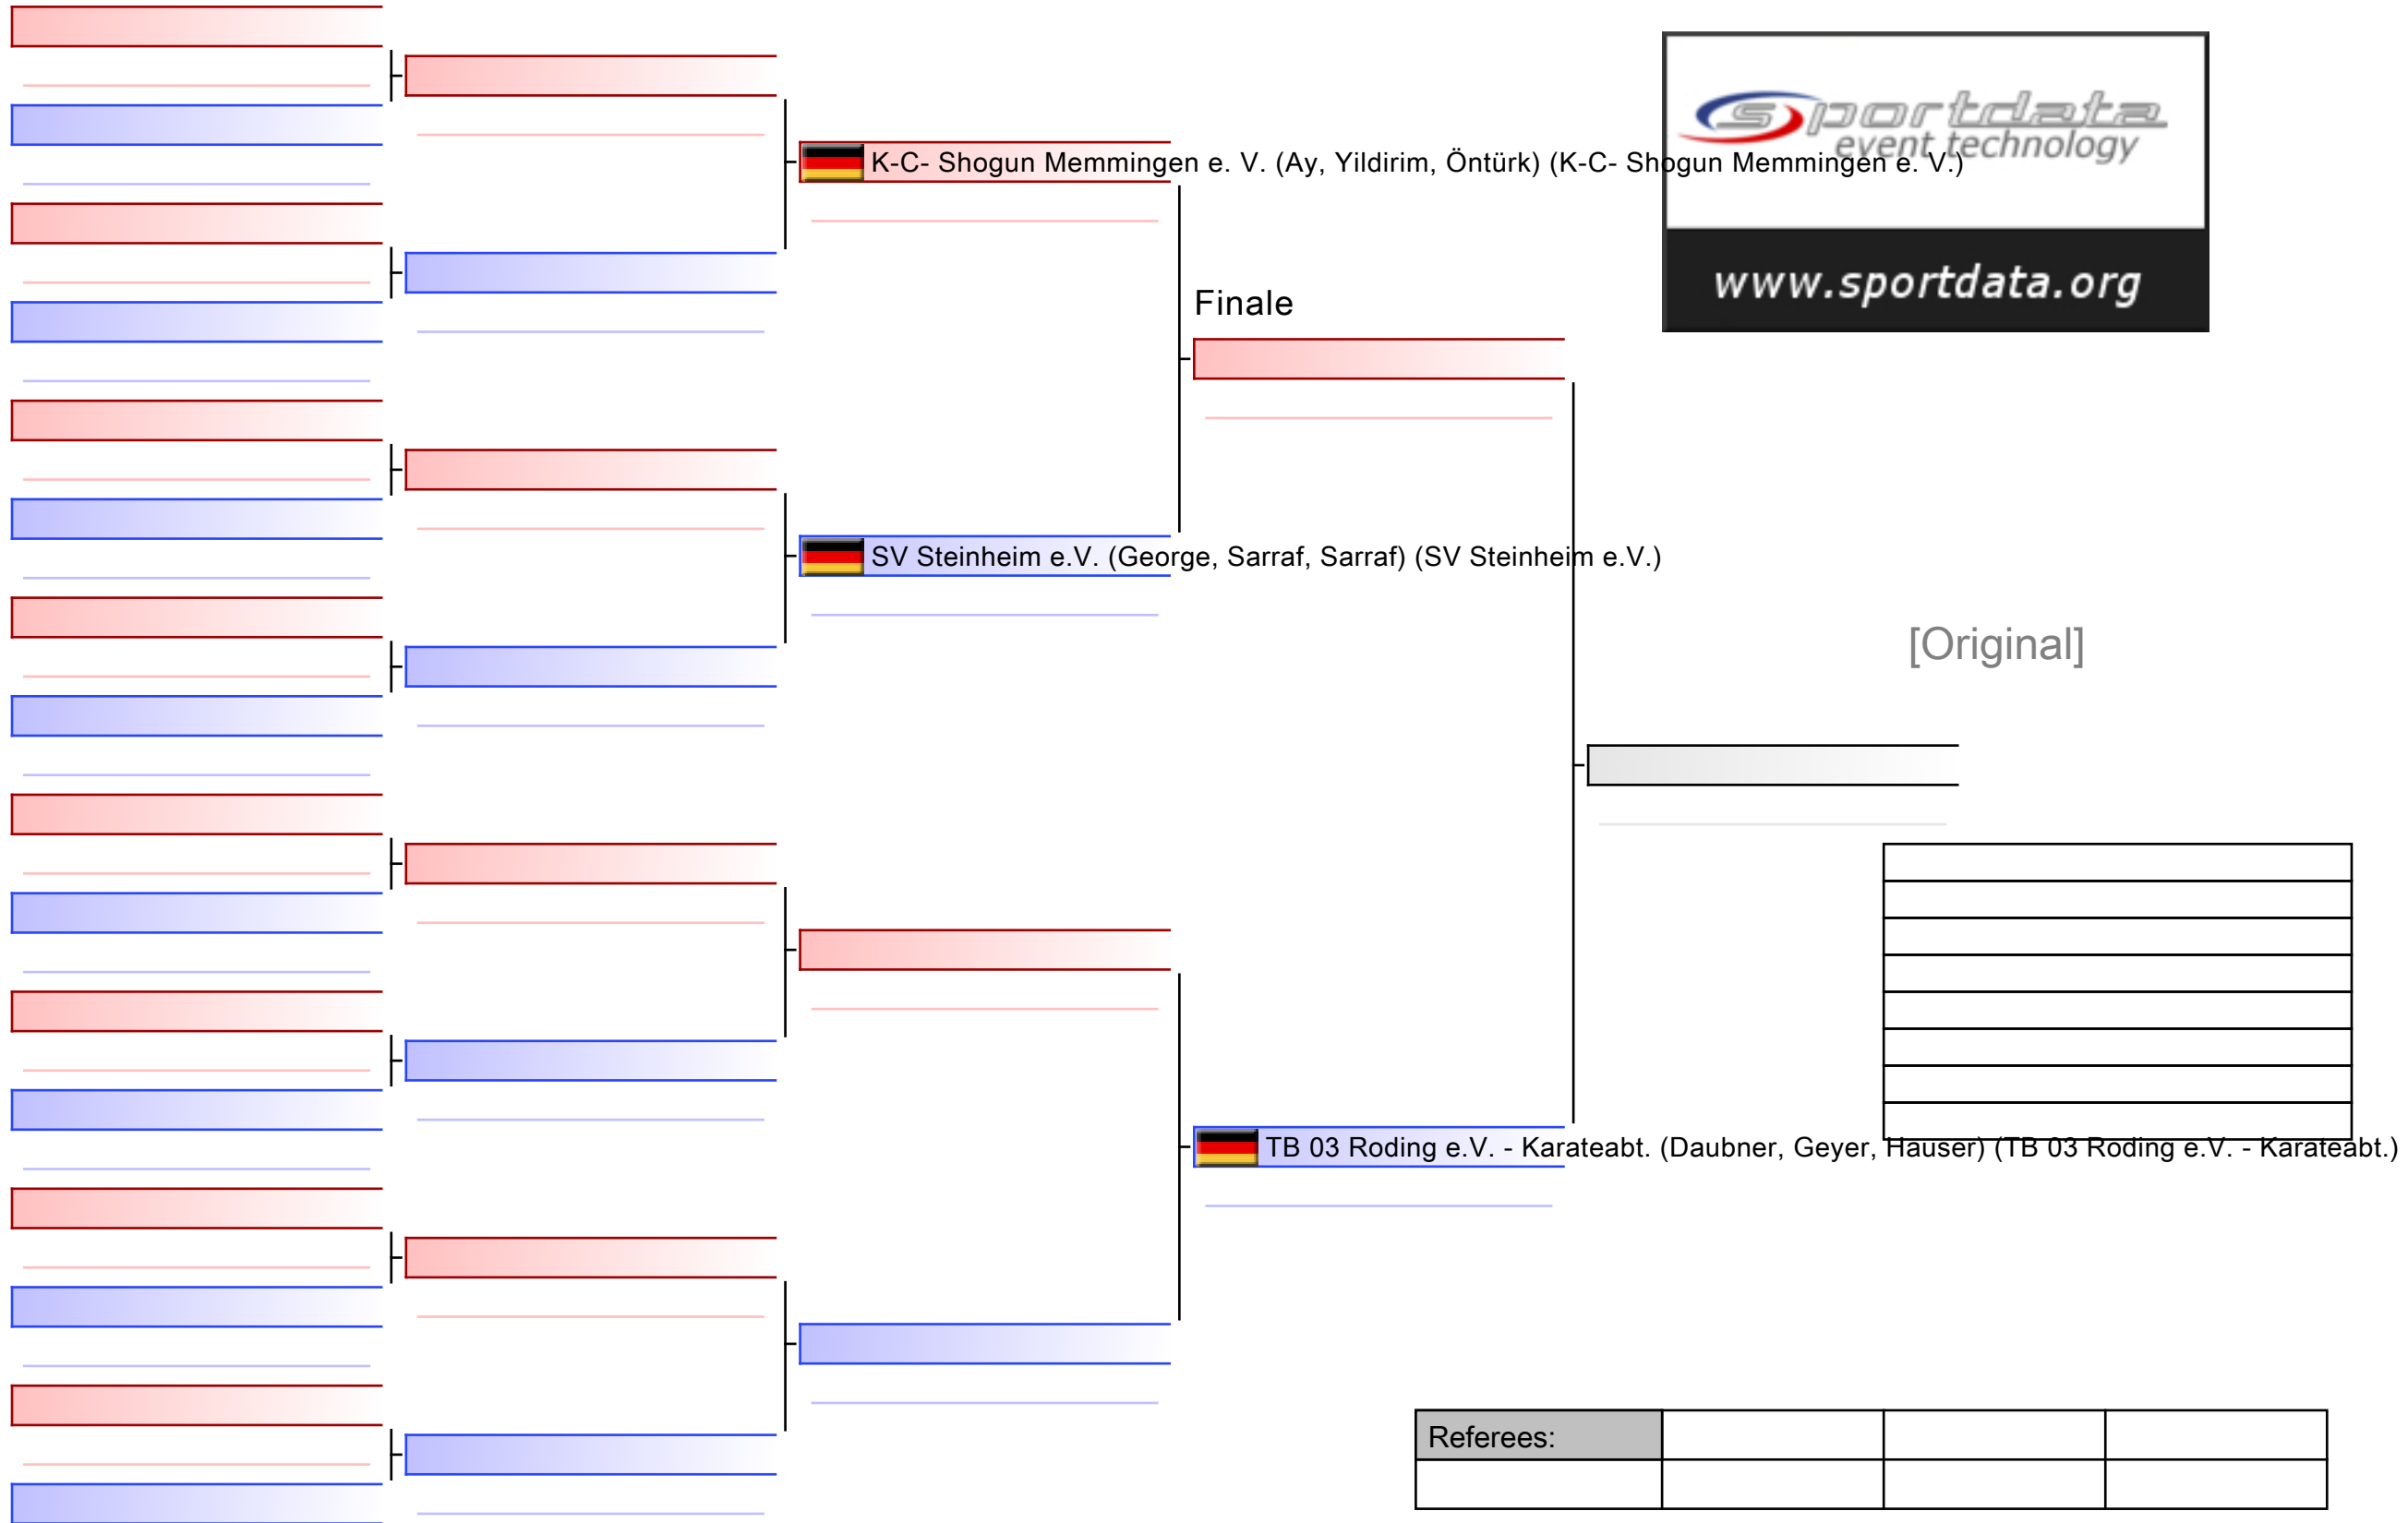 sportdata
event technology
www.sportdata.org
K-C- Shogun Memmingen e. V. (Ay, Yildirim, Öntürk) (K-C- Shogun Memmingen e. V.)
Finale
SV Steinheim e.V. (George, Sarraf, Sarraf) (SV Steinheim e.V.)
[Original]
TB 03 Roding e.V. - Karateabt. (Daubner, Geyer, Hauser) (TB 03 Roding e.V. - Karateabt.)
Referees: